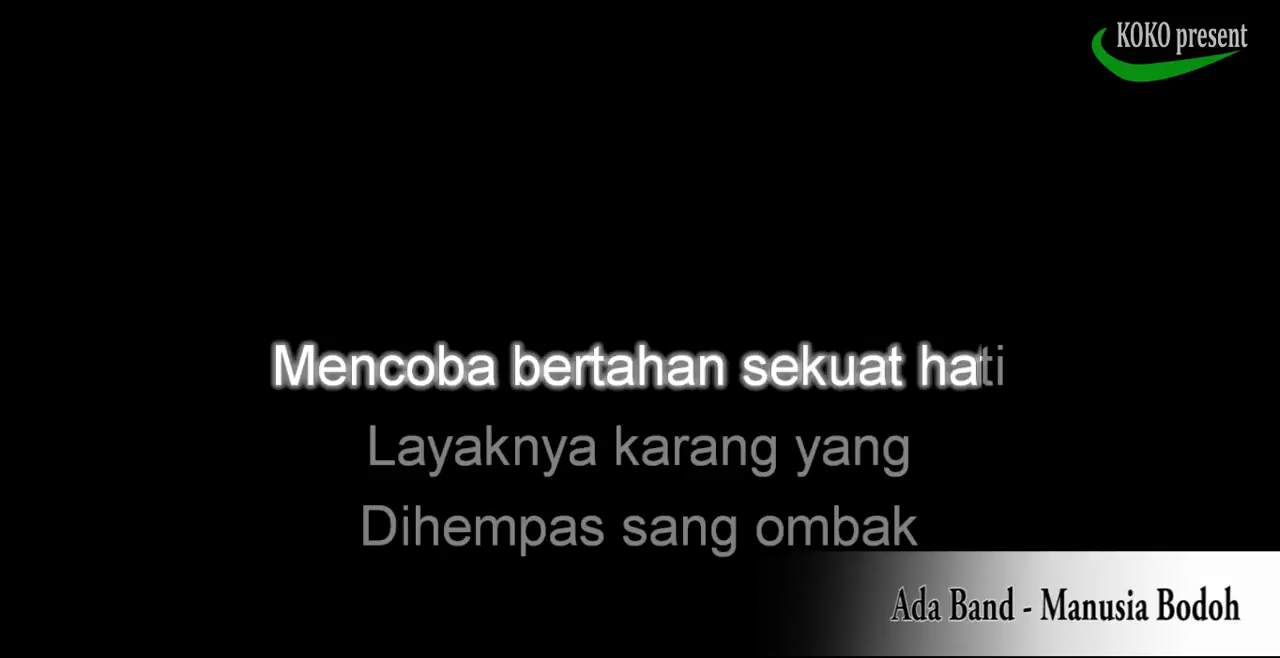 KOKO present
Mencoba bertahan sekuat hati
Layaknya karang yang
Dihempas sang ombak
Ada Band - Manusia Bodoh